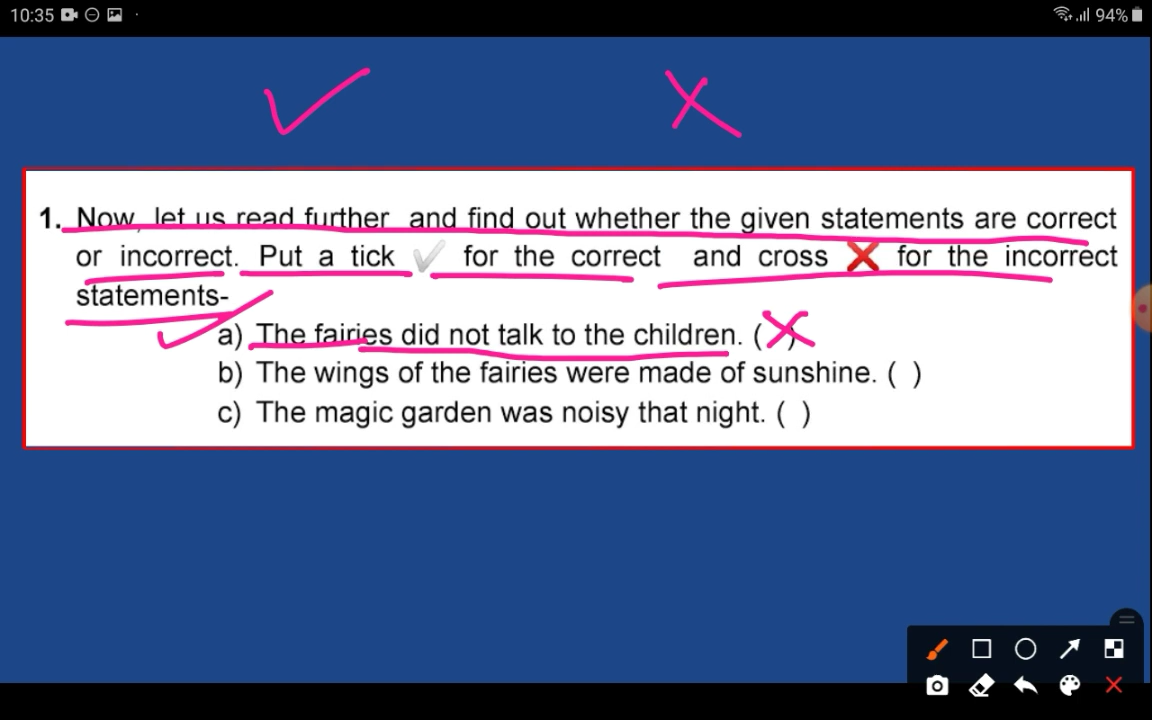 10:35
94%
1. Now, let us read further and find out whether the given statements are correct
or incorrect. Put a tick ✔ for the correct and cross ❌ for the incorrect
statements-
a) The fairies did not talk to the children. ( )
b) The wings of the fairies were made of sunshine. ( )
c) The magic garden was noisy that night. ( )